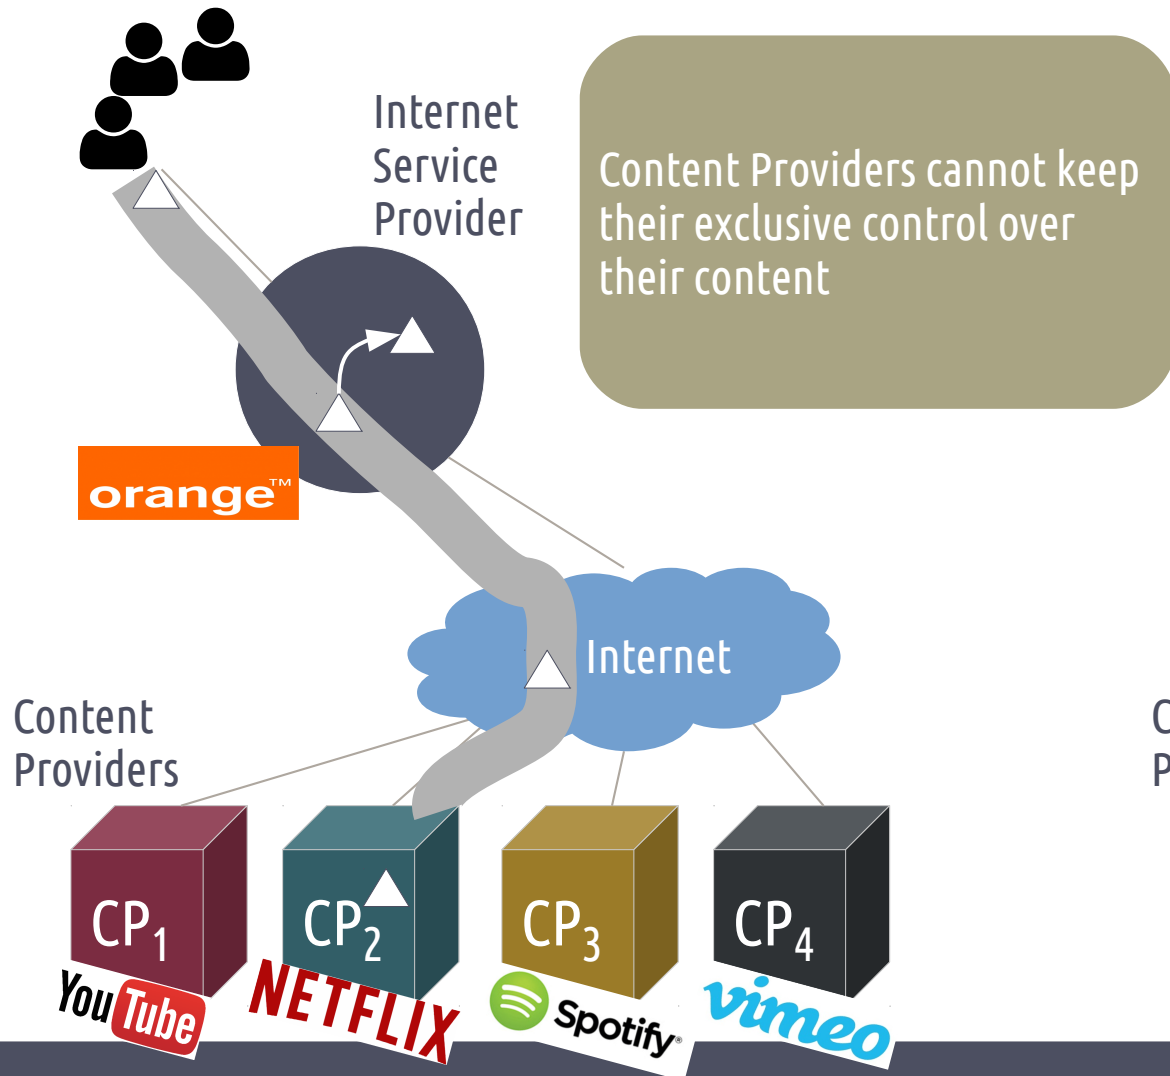 Internet
Service
Provider
Content Providers cannot keep
their exclusive control over
their content
orange™
Internet
Content
Providers
CP1
CP2
CP3
CP4
YouTube
NETFLIX
Spotify®
vimeo
C
P